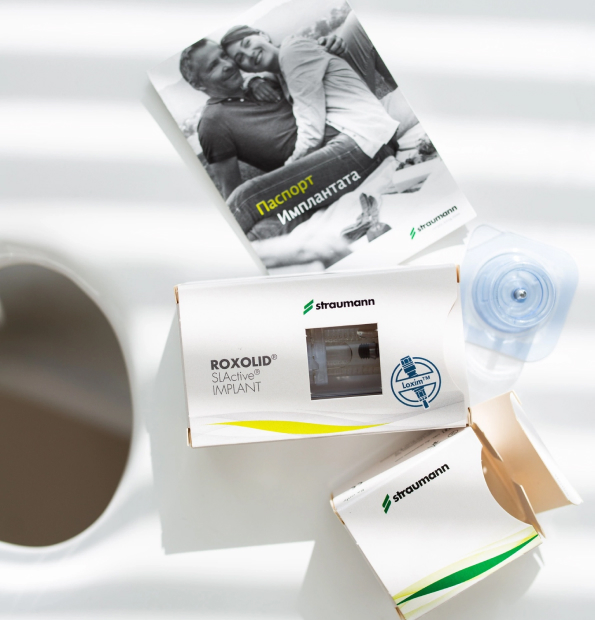 Паспорт
Имплантата
straumann
straumann
ROXOLID®
SLActive®
IMPLANT
Loxim™
straumann